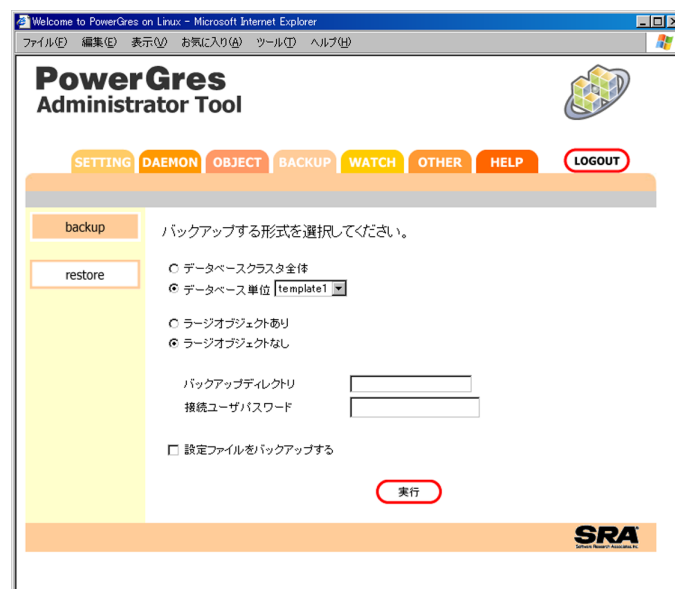 Welcome to PowerGres on Linux - Microsoft Internet Explorer
ファイル(F) 編集(E) 表示(V) お気に入り(A) ツール(T) ヘルプ(H)
PowerGres
Administrator Tool
SETTING DAEMON OBJECT BACKUP WATCH OTHER HELP LOGOUT
backup
restore
バックアップする形式を選択してください。
データベースクラスタ全体
データベース単位 template1
ラージオブジェクトあり
ラージオブジェクトなし
バックアップディレクトリ
接続ユーザパスワード
設定ファイルをバックアップする
実行
SRA
Software Research Associates, Inc.